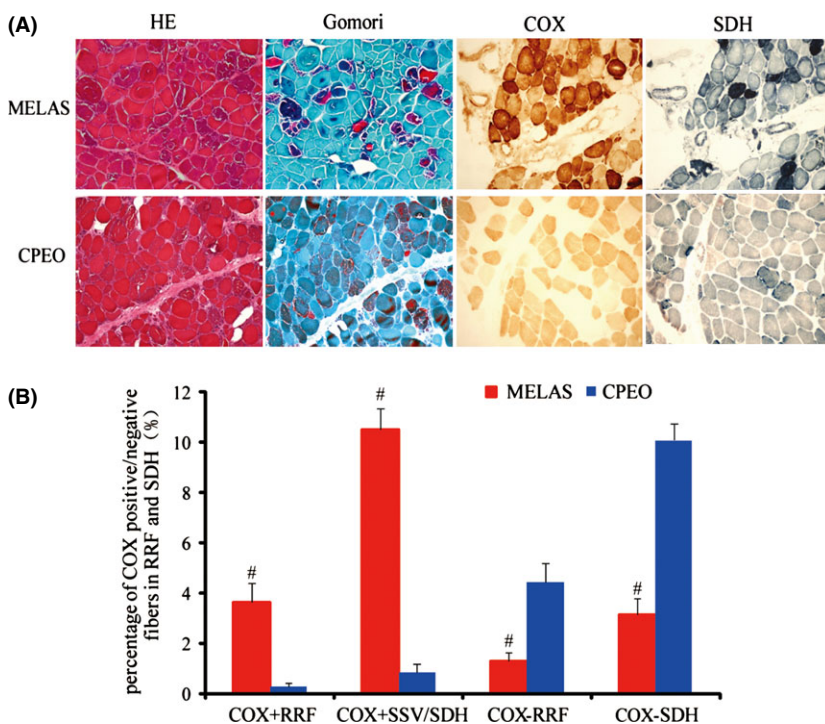 (A)
HE Gomori COX SDH
MELAS
CPEO
(B)
percentage of COX positive/negative
fibers in RRF and SDH (%)
12
10
8
6
4
2
0
MELAS CPEO
#
#
#
#
COX+RRF COX+SSV/SDH COX-RRF COX-SDH